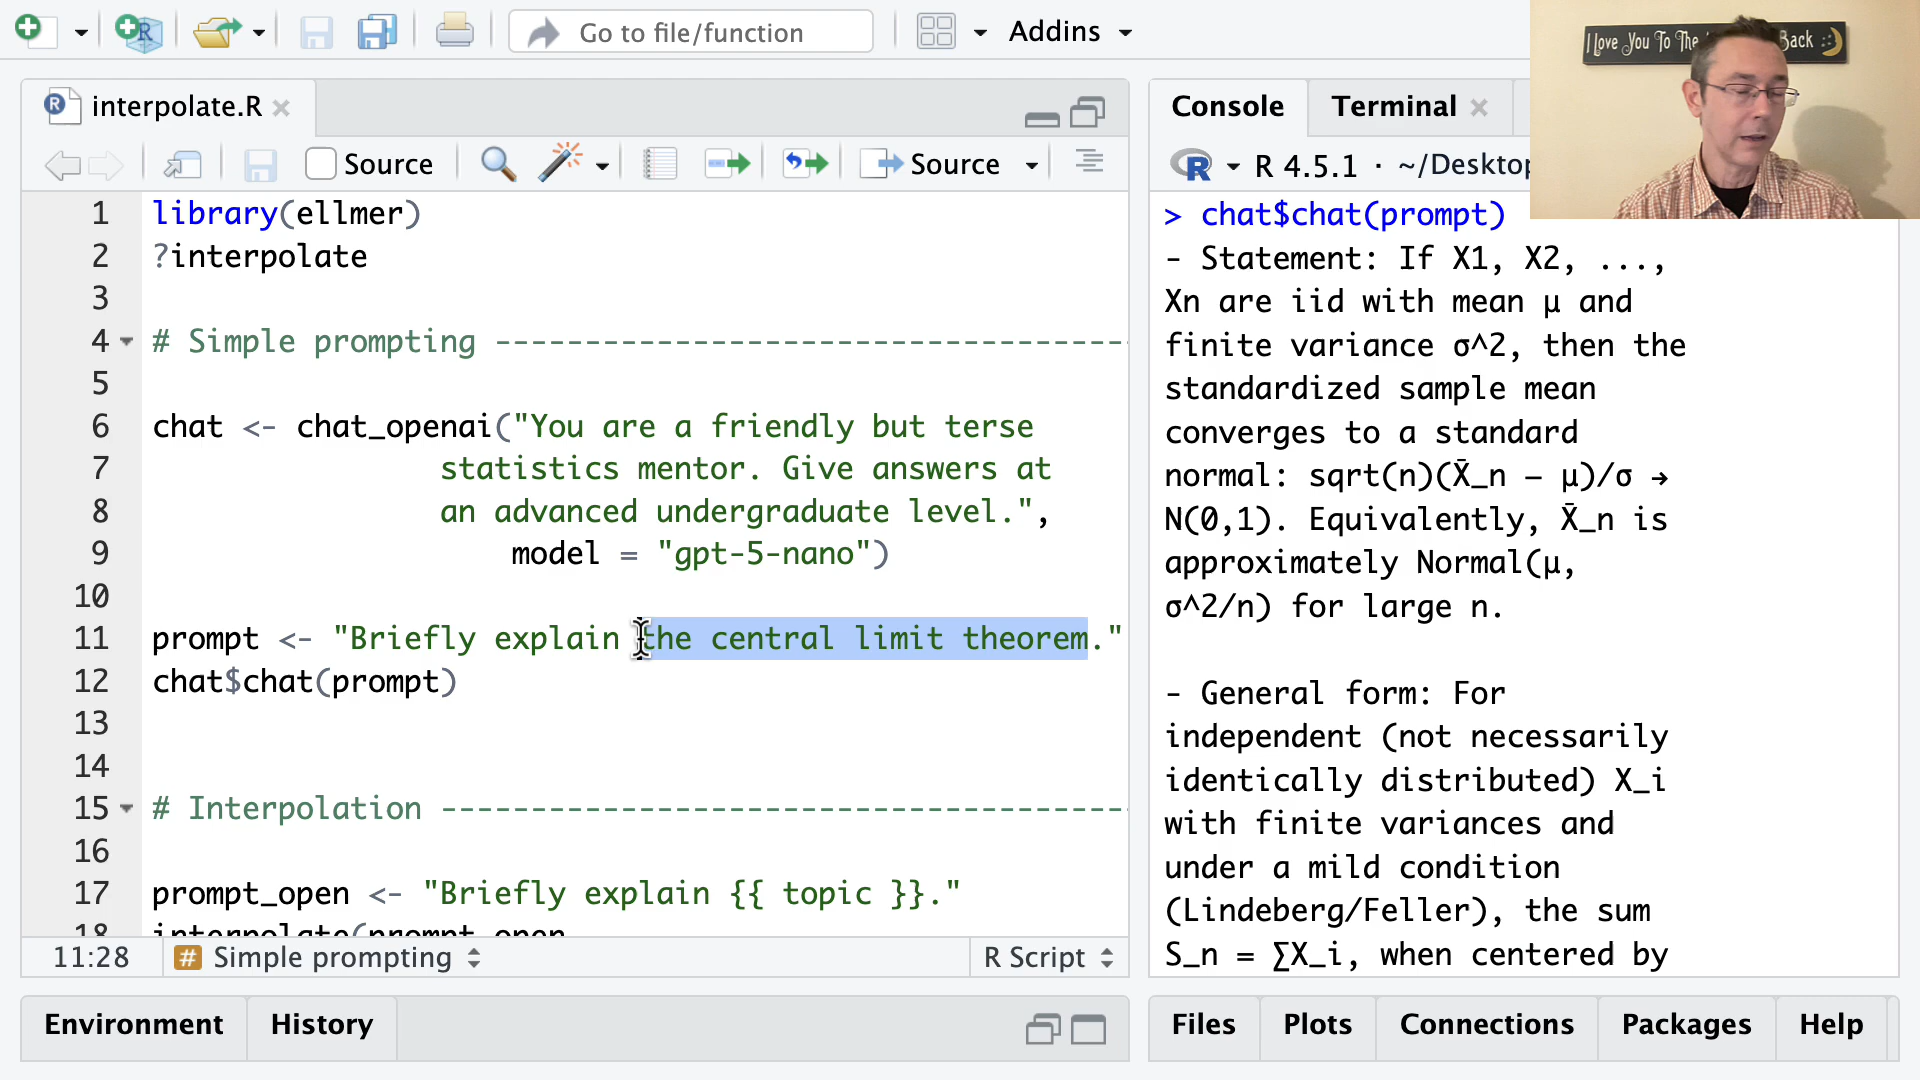 Go to file/function
Addins
I Love You To The
Back
interpolate.R
Source
Source
1 library(ellmer)
2 ?interpolate
3
4 # Simple prompting -----------------------------------
5
6 chat <- chat_openai("You are a friendly but terse
7 statistics mentor. Give answers at
8 an advanced undergraduate level.",
9 model = "gpt-5-nano")
10
11 prompt <- "Briefly explain the central limit theorem."
12 chat$chat(prompt)
13
14
15 # Interpolation --------------------------------------
16
17 prompt_open <- "Briefly explain {{ topic }}."
18 interpolate(prompt_open
11:28
# Simple prompting
R Script
Environment
History
Console
Terminal
R 4.5.1 · ~/Desktop
> chat$chat(prompt)
- Statement: If X1, X2, ...,
Xn are iid with mean μ and
finite variance σ^2, then the
standardized sample mean
converges to a standard
normal: sqrt(n)(X̄_n − μ)/σ →
N(0,1). Equivalently, X̄_n is
approximately Normal(μ,
σ^2/n) for large n.
- General form: For
independent (not necessarily
identically distributed) X_i
with finite variances and
under a mild condition
(Lindeberg/Feller), the sum
S_n = ∑X_i, when centered by
Files
Plots
Connections
Packages
Help